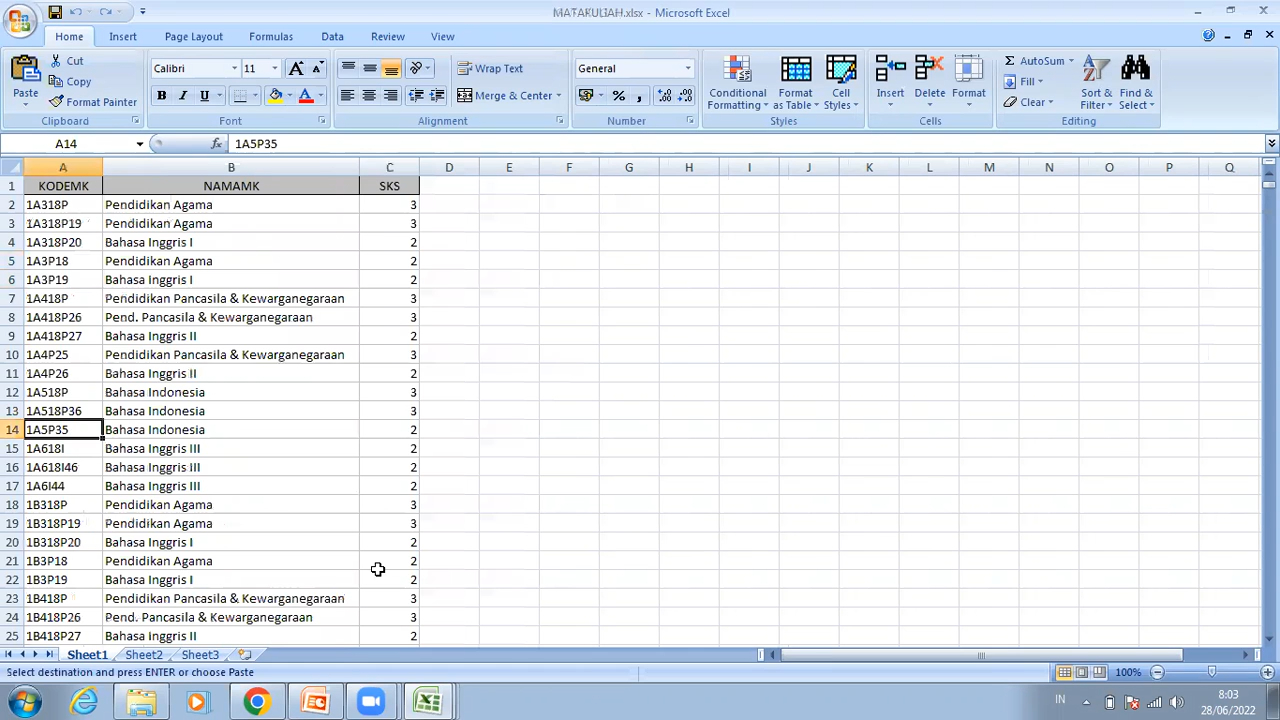 MATAKULIAH.xlsx - Microsoft Excel
Home Insert Page Layout Formulas Data Review View
Paste
Cut
Copy
Format Painter
Clipboard
Calibri 11
B I U
Font
Wrap Text
Merge & Center
Alignment
General
Number
Conditional Formatting
Format as Table
Cell Styles
Styles
Insert Delete Format
Cells
AutoSum
Fill
Clear
Sort & Filter
Find & Select
Editing
A14 fx 1A5P35
A B C D E F G H I J K L M N O P Q
1 KODEMK NAMAMK SKS
2 1A318P Pendidikan Agama 3
3 1A318P19 Pendidikan Agama 3
4 1A318P20 Bahasa Inggris I 2
5 1A3P18 Pendidikan Agama 2
6 1A3P19 Bahasa Inggris I 2
7 1A418P Pendidikan Pancasila & Kewarganegaraan 3
8 1A418P26 Pend. Pancasila & Kewarganegaraan 3
9 1A418P27 Bahasa Inggris II 2
10 1A4P25 Pendidikan Pancasila & Kewarganegaraan 3
11 1A4P26 Bahasa Inggris II 2
12 1A518P Bahasa Indonesia 3
13 1A518P36 Bahasa Indonesia 3
14 1A5P35 Bahasa Indonesia 2
15 1A618I Bahasa Inggris III 2
16 1A618I46 Bahasa Inggris III 2
17 1A6I44 Bahasa Inggris III 2
18 1B318P Pendidikan Agama 3
19 1B318P19 Pendidikan Agama 3
20 1B318P20 Bahasa Inggris I 2
21 1B3P18 Pendidikan Agama 2
22 1B3P19 Bahasa Inggris I 2
23 1B418P Pendidikan Pancasila & Kewarganegaraan 3
24 1B418P26 Pend. Pancasila & Kewarganegaraan 3
25 1B418P27 Bahasa Inggris II 2
Sheet1 Sheet2 Sheet3
Select destination and press ENTER or choose Paste 100%
IN 8:03
28/06/2022